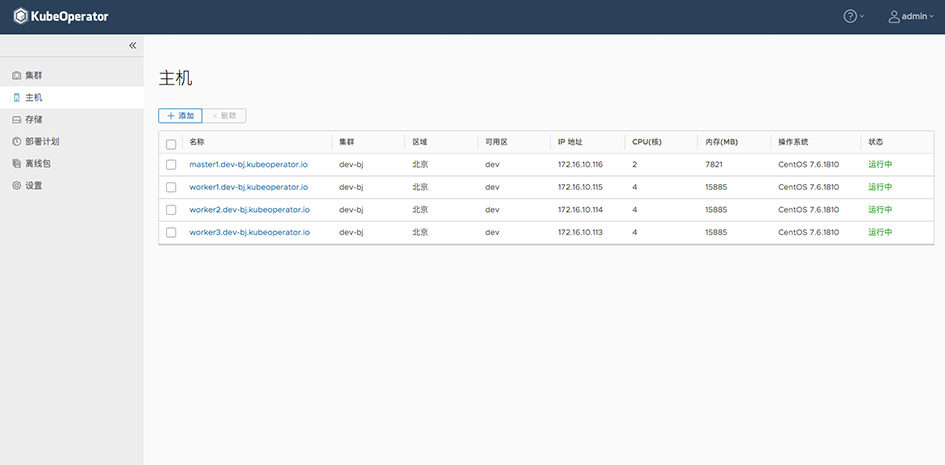 KubeOperator
admin
集群
主机
存储
部署计划
离线包
设置
主机
添加 删除
名称 集群 区域 可用区 IP 地址 CPU(核) 内存(MB) 操作系统 状态
master1.dev-bj.kubeoperator.io dev-bj 北京 dev 172.16.10.116 2 7821 CentOS 7.6.1810 运行中
worker1.dev-bj.kubeoperator.io dev-bj 北京 dev 172.16.10.115 4 15885 CentOS 7.6.1810 运行中
worker2.dev-bj.kubeoperator.io dev-bj 北京 dev 172.16.10.114 4 15885 CentOS 7.6.1810 运行中
worker3.dev-bj.kubeoperator.io dev-bj 北京 dev 172.16.10.113 4 15885 CentOS 7.6.1810 运行中